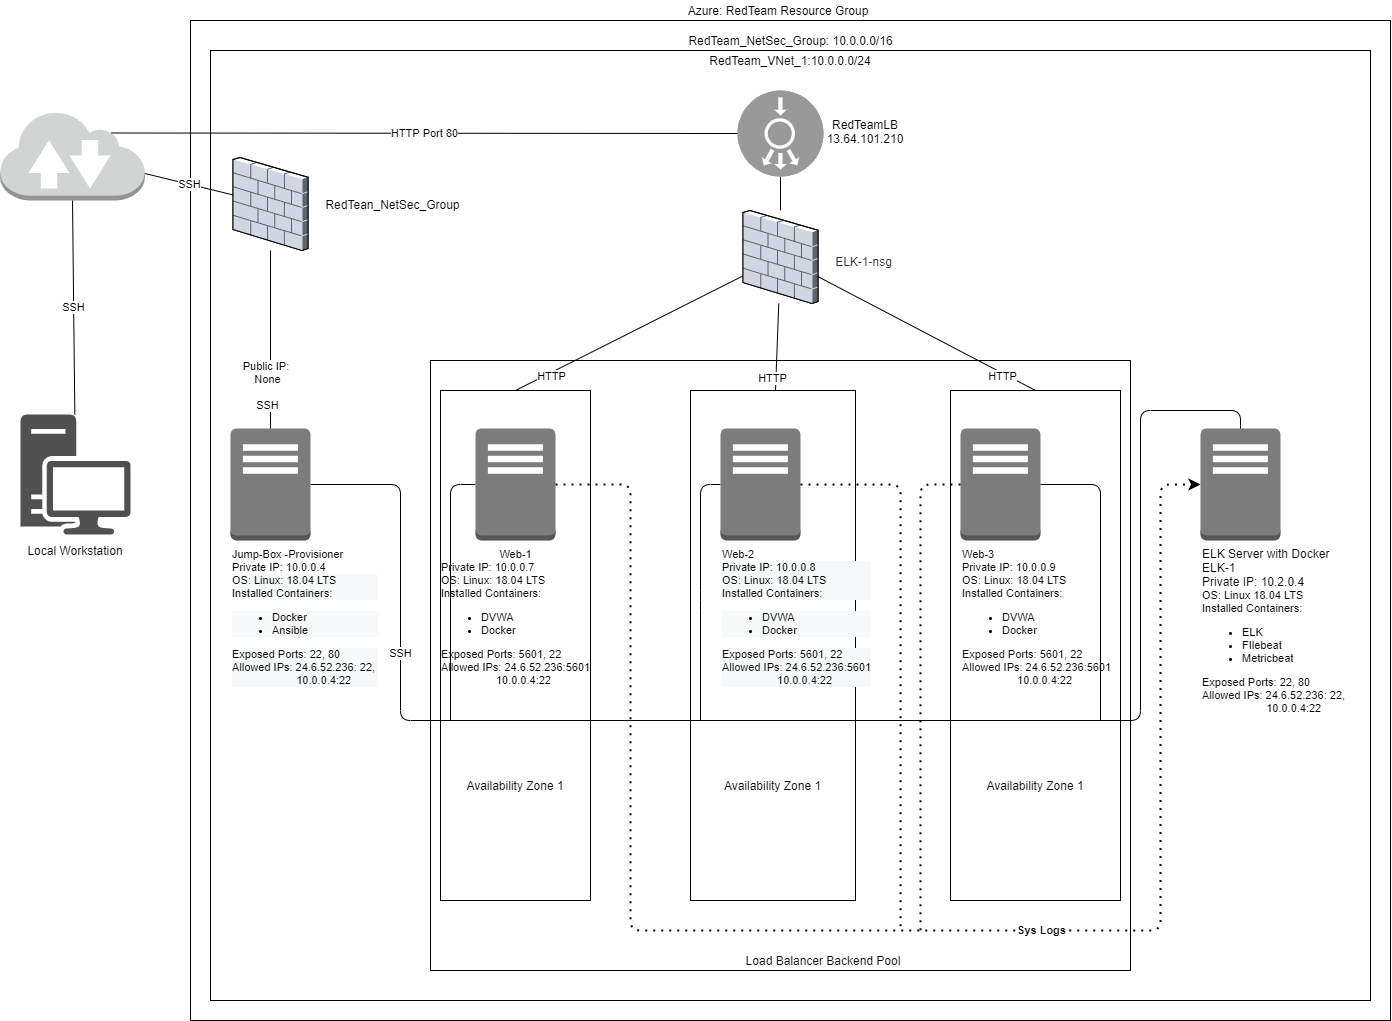 Azure: RedTeam Resource Group
RedTeam_NetSec_Group: 10.0.0.0/16
RedTeam_VNet_1:10.0.0.0/24
HTTP Port 80
RedTeamLB
13.64.101.210
SSH
RedTean_NetSec_Group
ELK-1-nsg
SSH
Public IP:
None
SSH
HTTP
HTTP
HTTP
Local Workstation
Jump-Box -Provisioner
Private IP: 10.0.0.4
OS: Linux: 18.04 LTS
Installed Containers:
• Docker
• Ansible
Exposed Ports: 22, 80
Allowed IPs: 24.6.52.236: 22,
10.0.0.4:22
SSH
Web-1
Private IP: 10.0.0.7
OS: Linux: 18.04 LTS
Installed Containers:
• DVWA
• Docker
Exposed Ports: 5601, 22
Allowed IPs: 24.6.52.236:5601
10.0.0.4:22
Availability Zone 1
Web-2
Private IP: 10.0.0.8
OS: Linux: 18.04 LTS
Installed Containers:
• DVWA
• Docker
Exposed Ports: 5601, 22
Allowed IPs: 24.6.52.236:5601
10.0.0.4:22
Availability Zone 1
Web-3
Private IP: 10.0.0.9
OS: Linux: 18.04 LTS
Installed Containers:
• DVWA
• Docker
Exposed Ports: 5601, 22
Allowed IPs: 24.6.52.236:5601
10.0.0.4:22
Availability Zone 1
ELK Server with Docker
ELK-1
Private IP: 10.2.0.4
OS: Linux 18.04 LTS
Installed Containers:
• ELK
• FIlebeat
• Metricbeat
Exposed Ports: 22, 80
Allowed IPs: 24.6.52.236: 22,
10.0.0.4:22
Sys Logs
Load Balancer Backend Pool